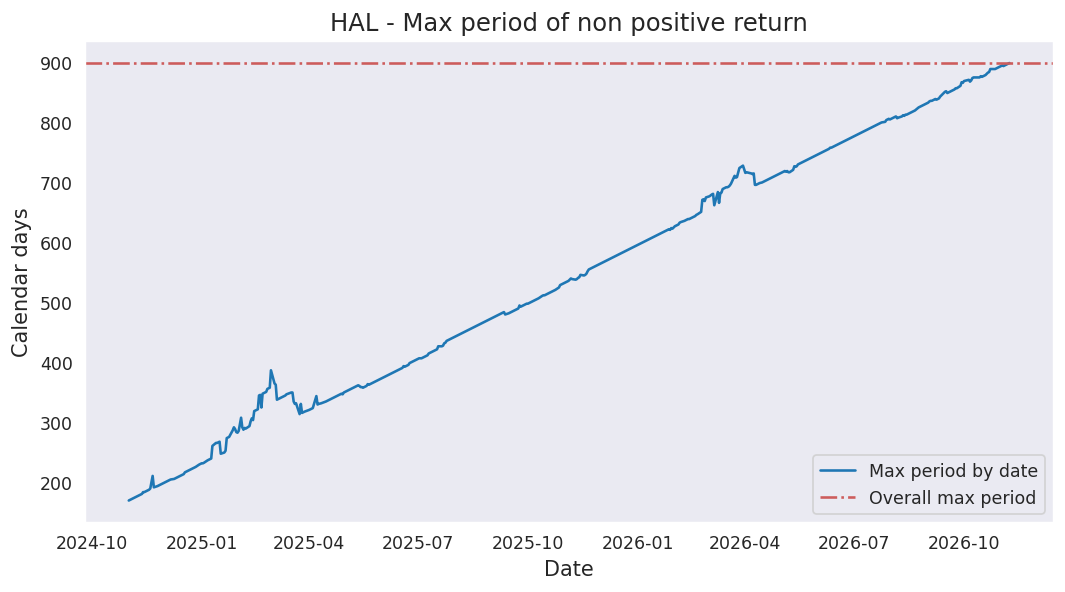 HAL - Max period of non positive return
Calendar days
900
800
700
600
500
400
300
200
Max period by date
Overall max period
2024-10 2025-01 2025-04 2025-07 2025-10 2026-01 2026-04 2026-07 2026-10
Date